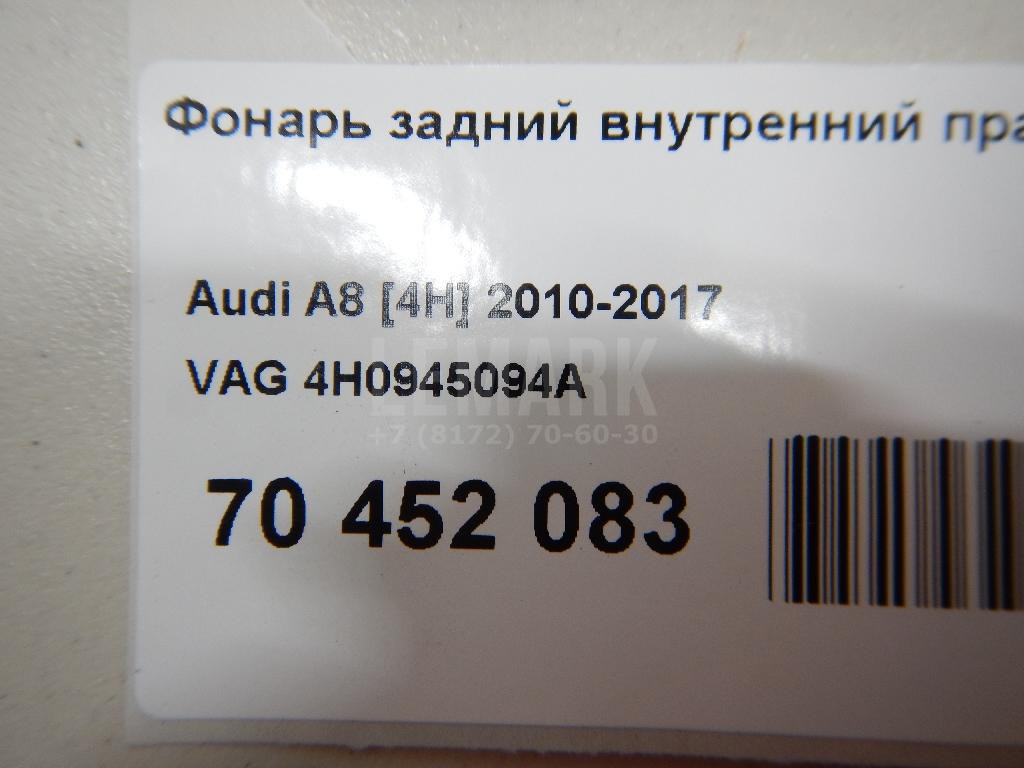 Фонарь задний внутренний пра
Audi A8 [4H] 2010-2017
VAG 4H0945094A
LEMARK
+7 (8172) 70-60-30
70 452 083